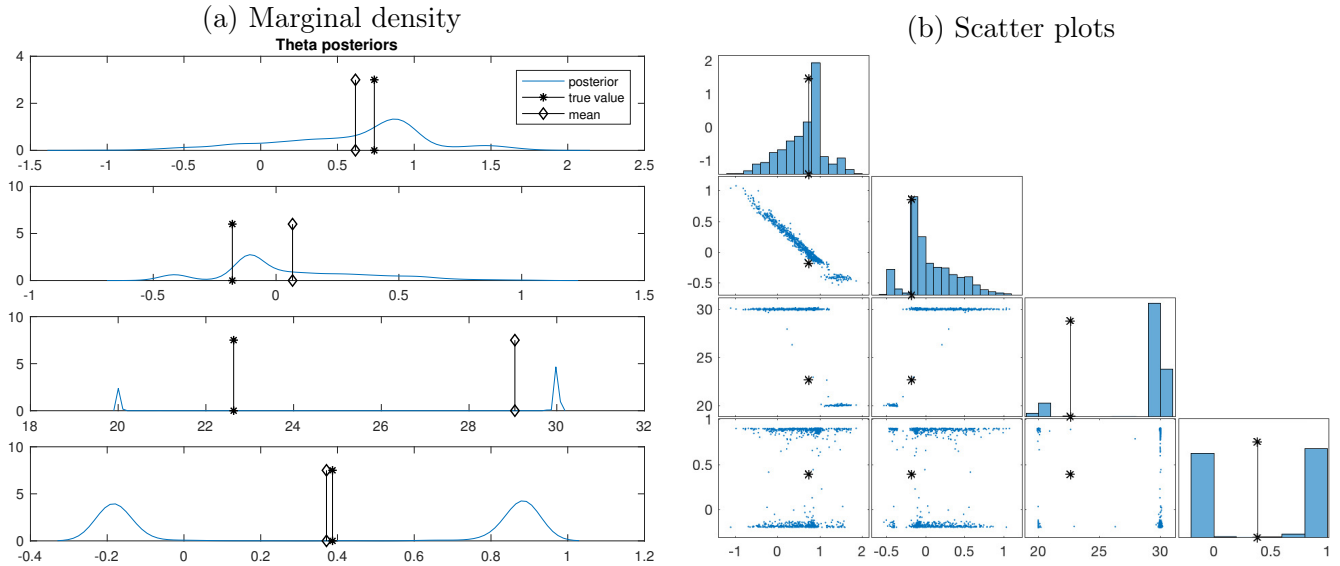 (a) Marginal density
Theta posteriors
4
2
0
-1.5 -1 -0.5 0 0.5 1 1.5 2 2.5
posterior
true value
mean
10
5
0
-1 -0.5 0 0.5 1 1.5
10
5
0
18 20 22 24 26 28 30 32
10
5
0
-0.4 -0.2 0 0.2 0.4 0.6 0.8 1 1.2
(b) Scatter plots
2
1
0
-1
1
0.5
0
-0.5
30
25
20
1
0.5
0
-1 0 1 2
-0.5 0 0.5 1
20 25 30
0 0.5 1